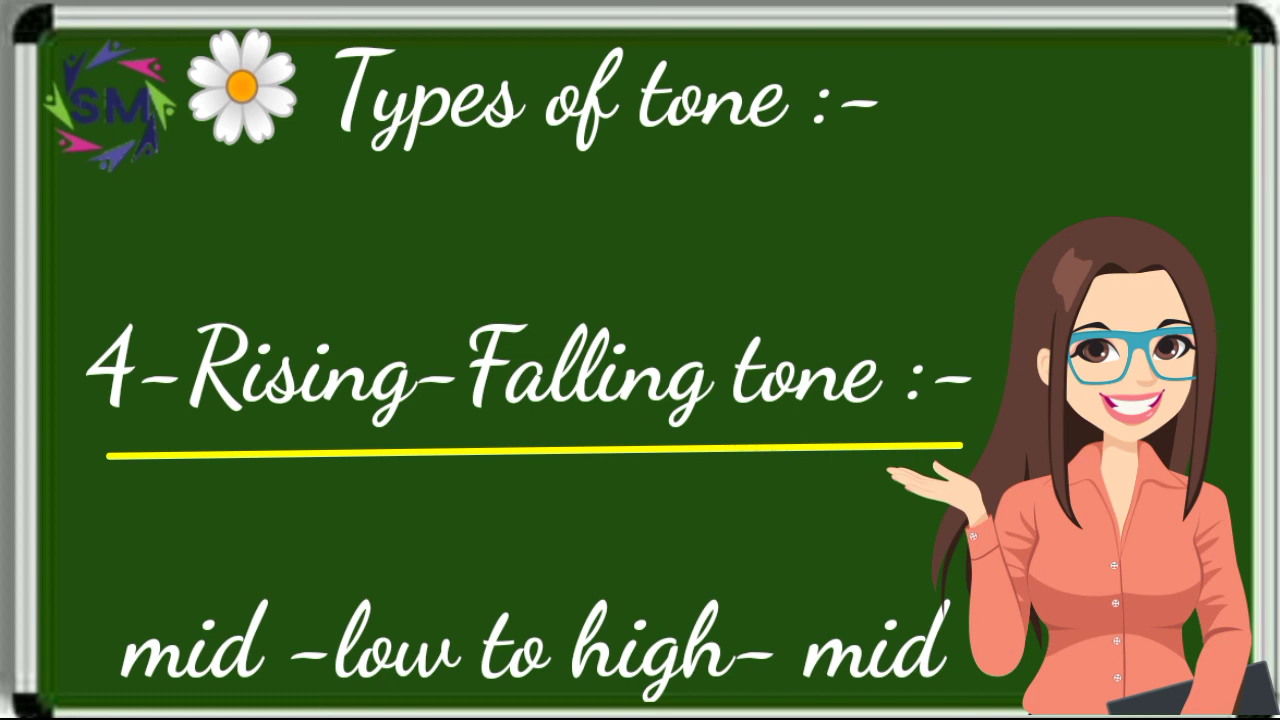 SM
Types of tone :-
4-Rising-Falling tone :-
mid -low to high- mid